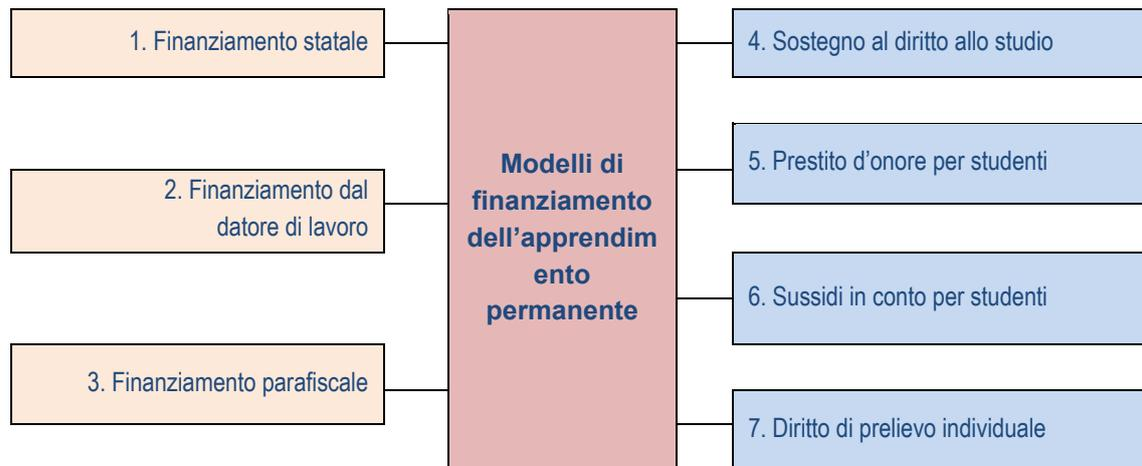 1. Finanziamento statale
2. Finanziamento dal
datore di lavoro
3. Finanziamento parafiscale
Modelli di
finanziamento
dell’apprendim
ento
permanente
4. Sostegno al diritto allo studio
5. Prestito d’onore per studenti
6. Sussidi in conto per studenti
7. Diritto di prelievo individuale